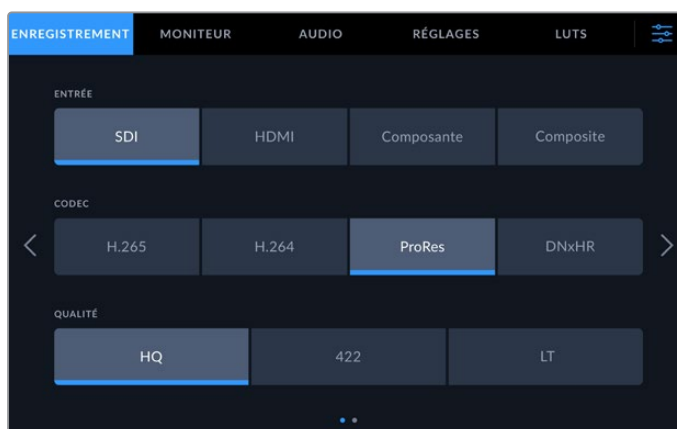 ENREGISTREMENT MONITEUR AUDIO RÉGLAGES LUTS
ENTRÉE
SDI HDMI Composante Composite
CODEC
H.265 H.264 ProRes DNxHR
QUALITÉ
HQ 422 LT